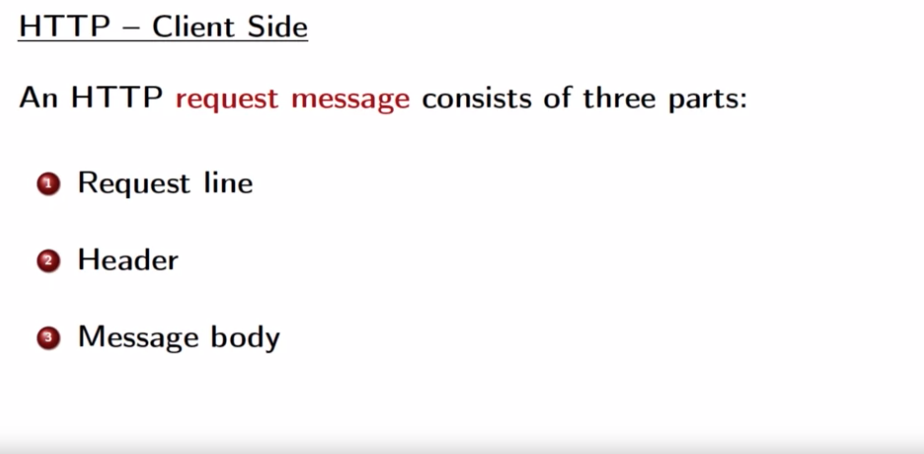 HTTP – Client Side
An HTTP request message consists of three parts:
1 Request line
2 Header
3 Message body